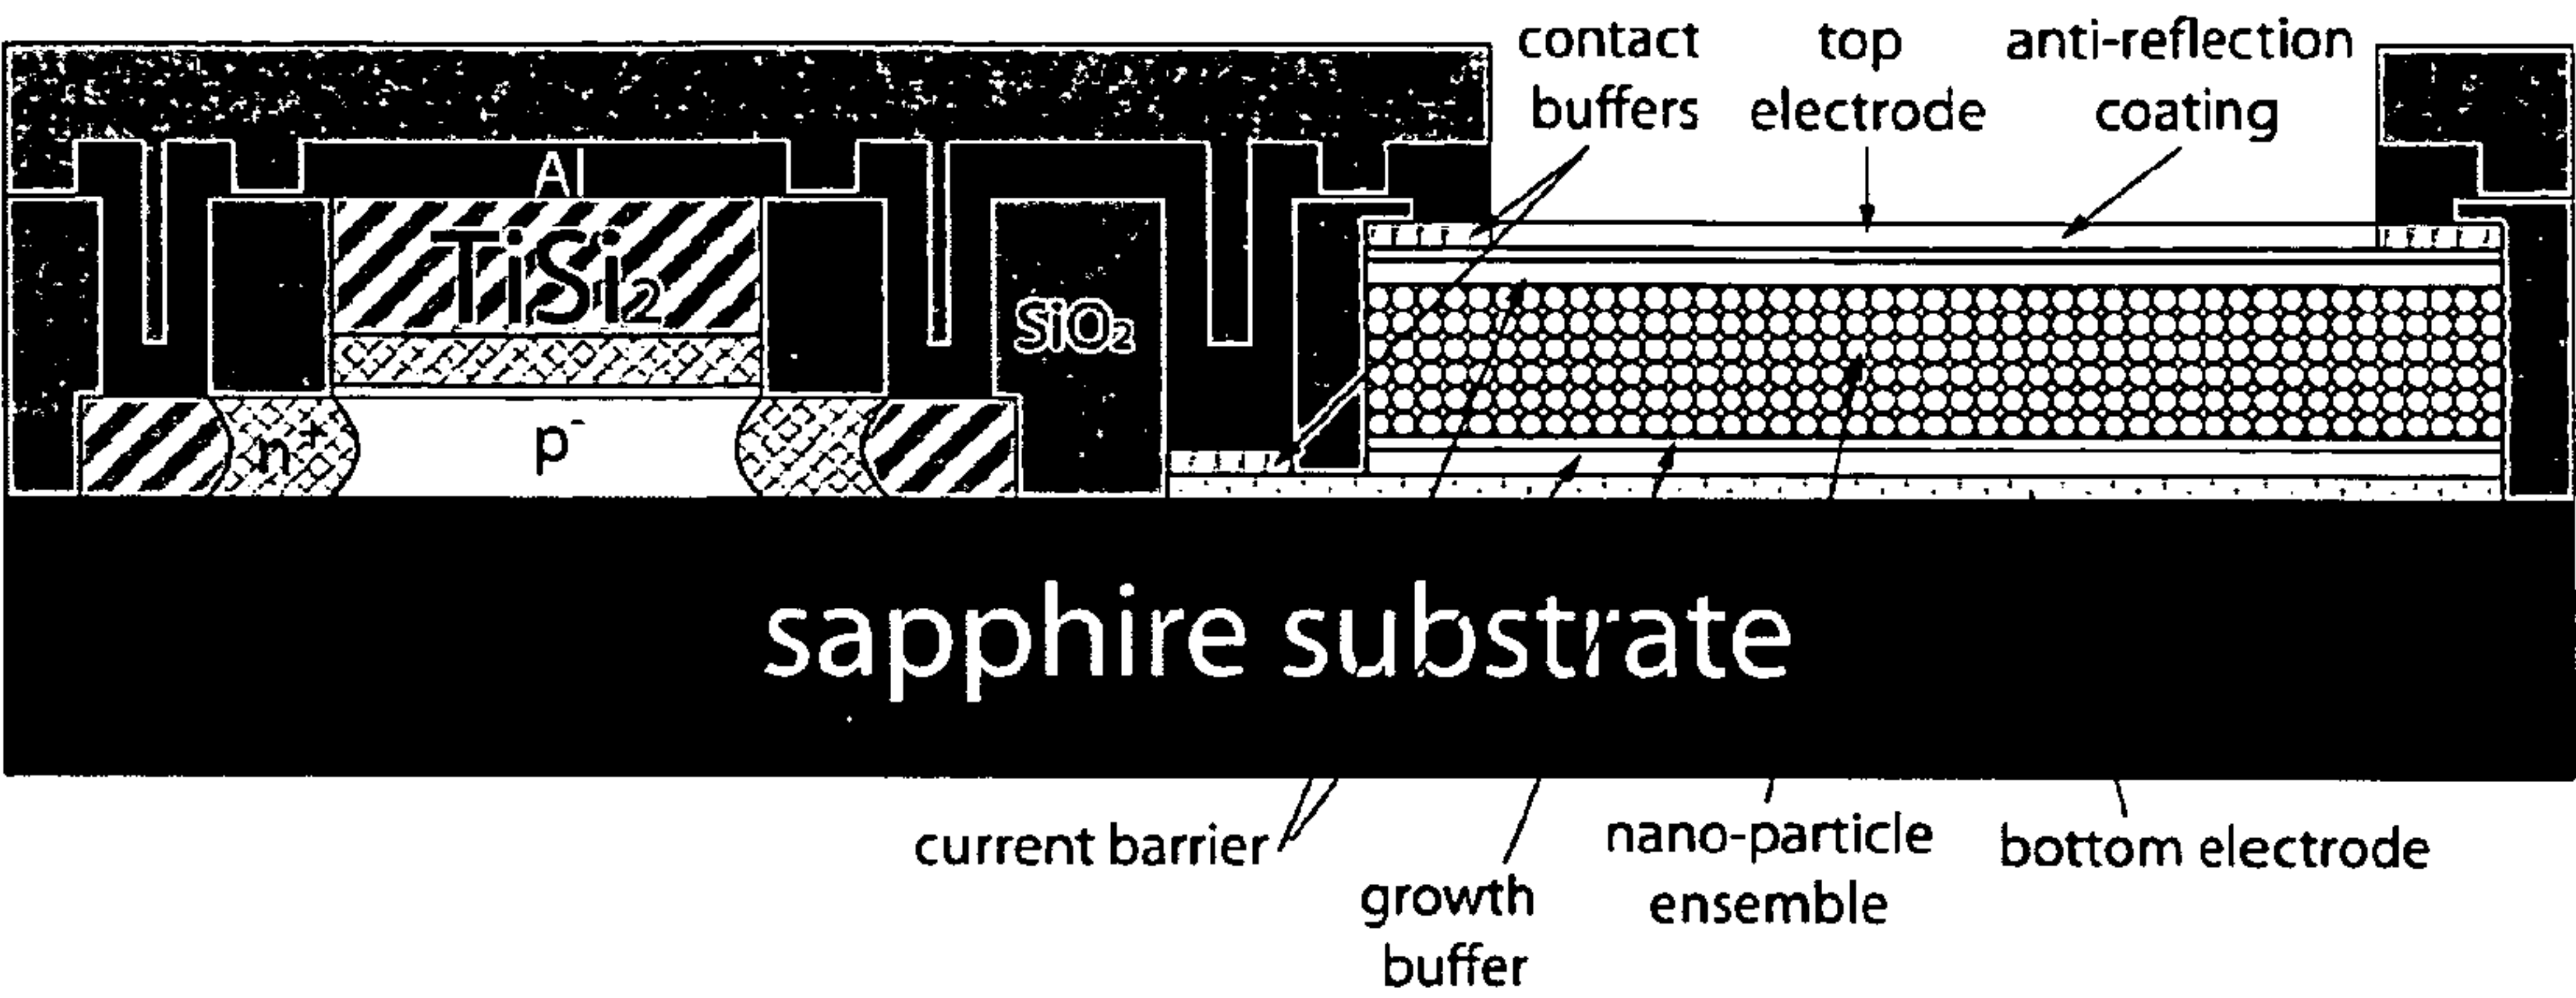 contact
buffers
top
electrode
anti-reflection
coating
Al
TiSi₂
SiO₂
n⁺
p⁻
sapphire substrate
current barrier
growth
buffer
nano-particle
ensemble
bottom electrode